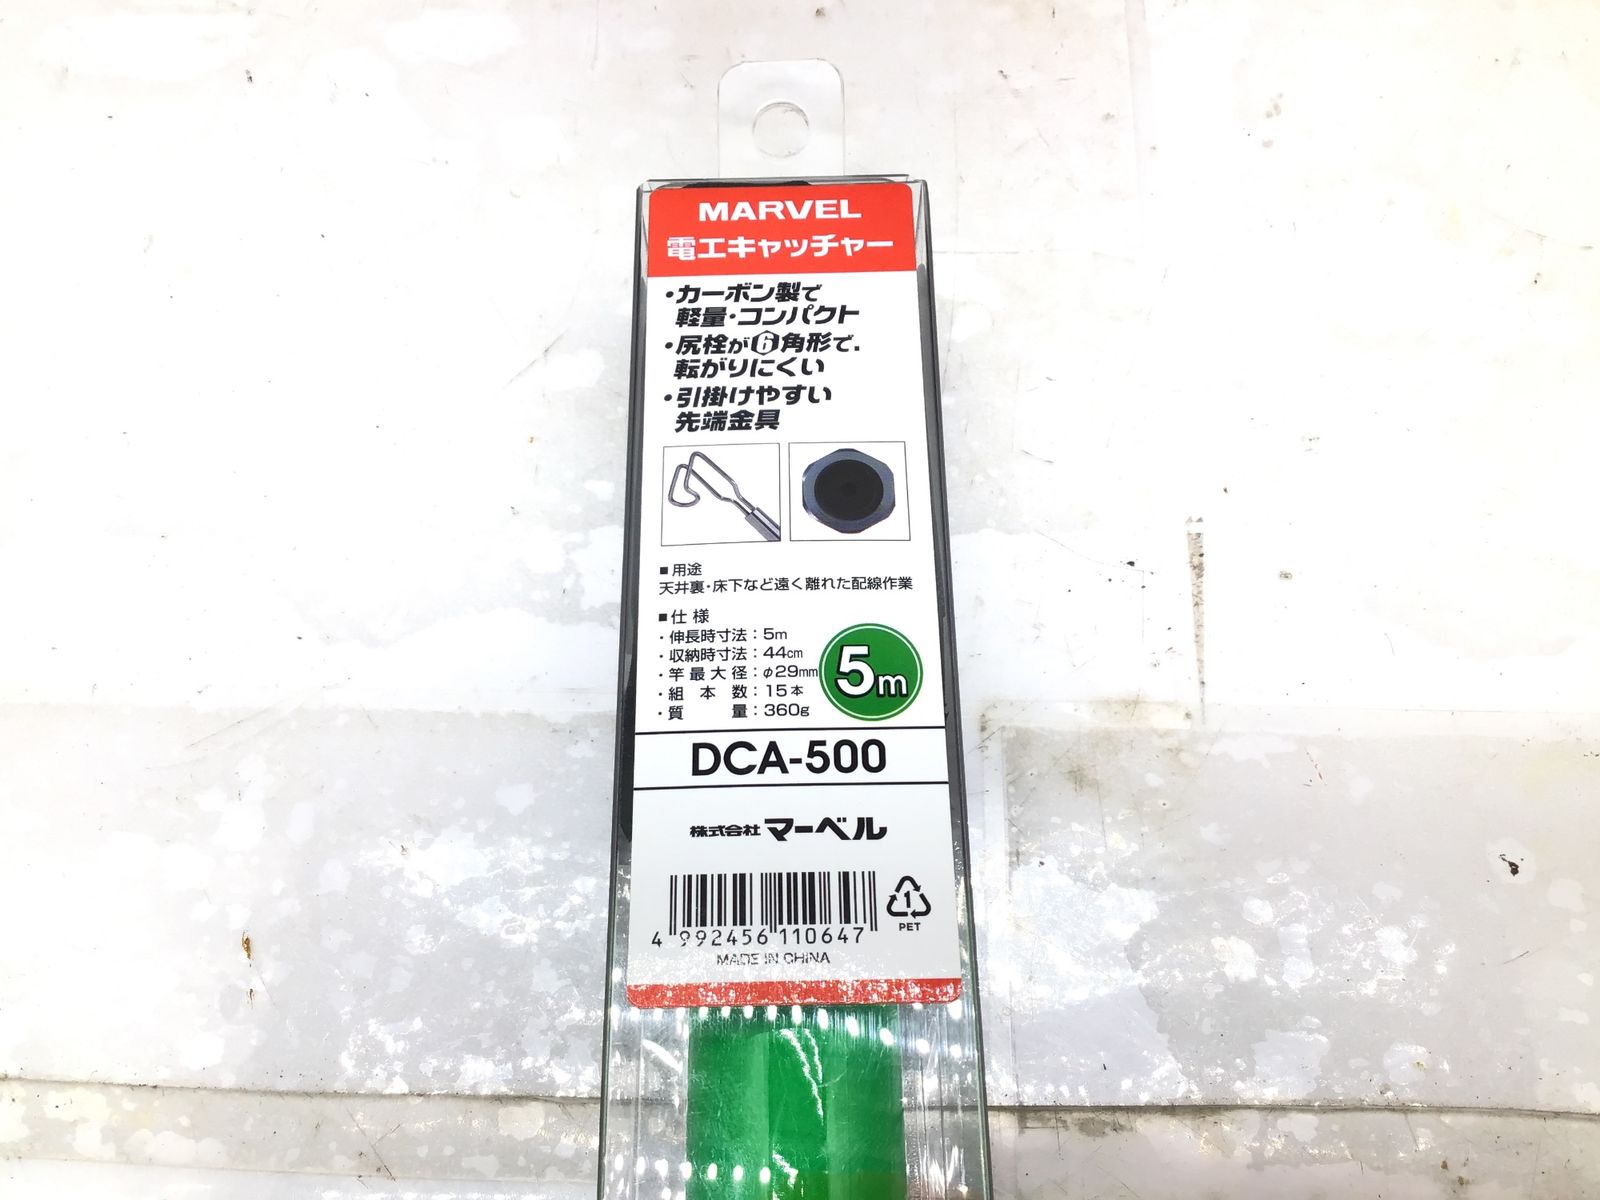 MARVEL
電工キャッチャー
・カーボン製で
軽量・コンパクト
・尻栓が6角形で、
転がりにくい
・引掛けやすい
先端金具
■用途
天井裏・床下など遠く離れた配線作業
■仕様
・伸長時寸法：5m
・収納時寸法：44cm
・竿最大径：φ29mm
・組本数：15本
・質量：360g
5m
DCA-500
株式会社マーベル
4 992456 110647
1
PET
MADE IN CHINA